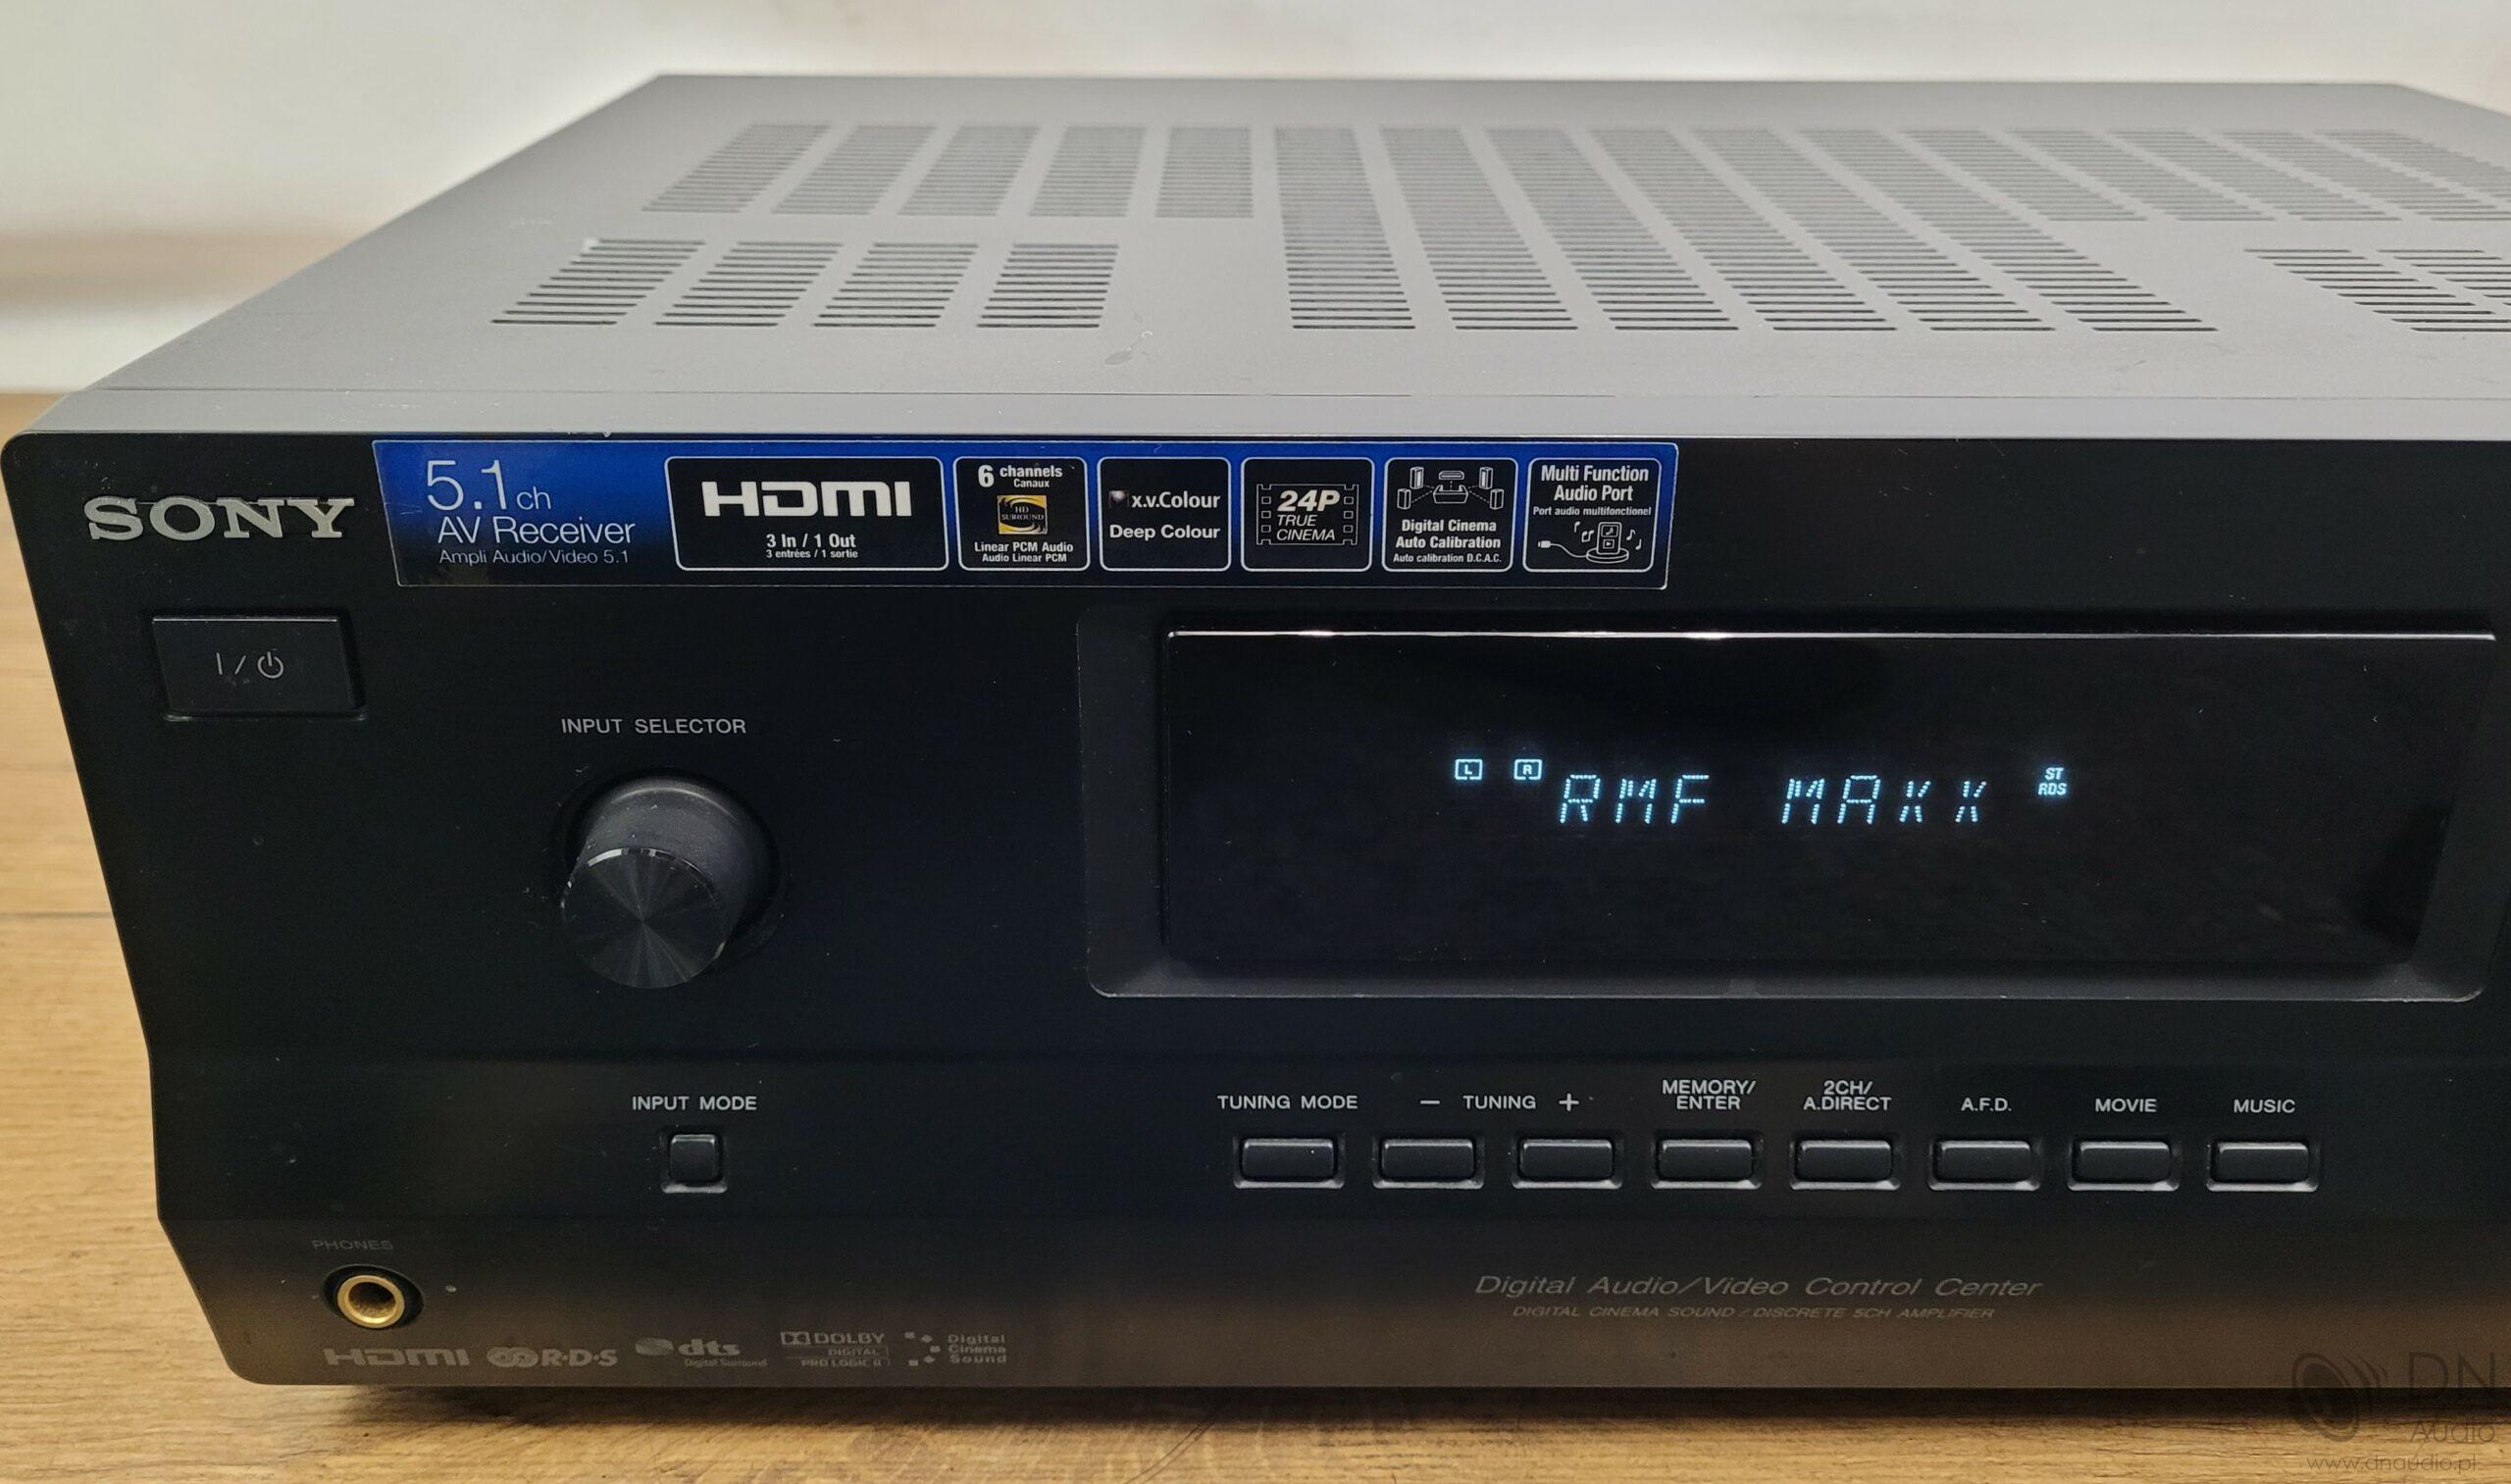 SONY
5.1ch
AV Receiver
Ampli Audio/Video 5.1
HDMI
3 In / 1 Out
3 entrées / 1 sortie
6 channels
Canaux
HD
SURROUND
Linear PCM Audio
Audio Linear PCM
x.v.Colour
Deep Colour
24P
TRUE
CINEMA
Digital Cinema
Auto Calibration
Auto calibration D.C.A.C.
Multi Function
Audio Port
Port audio multifonctionel
I/⏻
INPUT SELECTOR
L R RMF MAXX ST
RDS
INPUT MODE
TUNING MODE
− TUNING +
MEMORY/
ENTER
2CH/
A.DIRECT
A.F.D.
MOVIE
MUSIC
PHONES
Digital Audio/Video Control Center
DIGITAL CINEMA SOUND / DISCRETE 5CH AMPLIFIER
HDMI
R·D·S
dts
Digital Surround
DOLBY
DIGITAL
PRO LOGIC II
Digital
Cinema
Sound
DN
Audio
www.dnaudio.pl